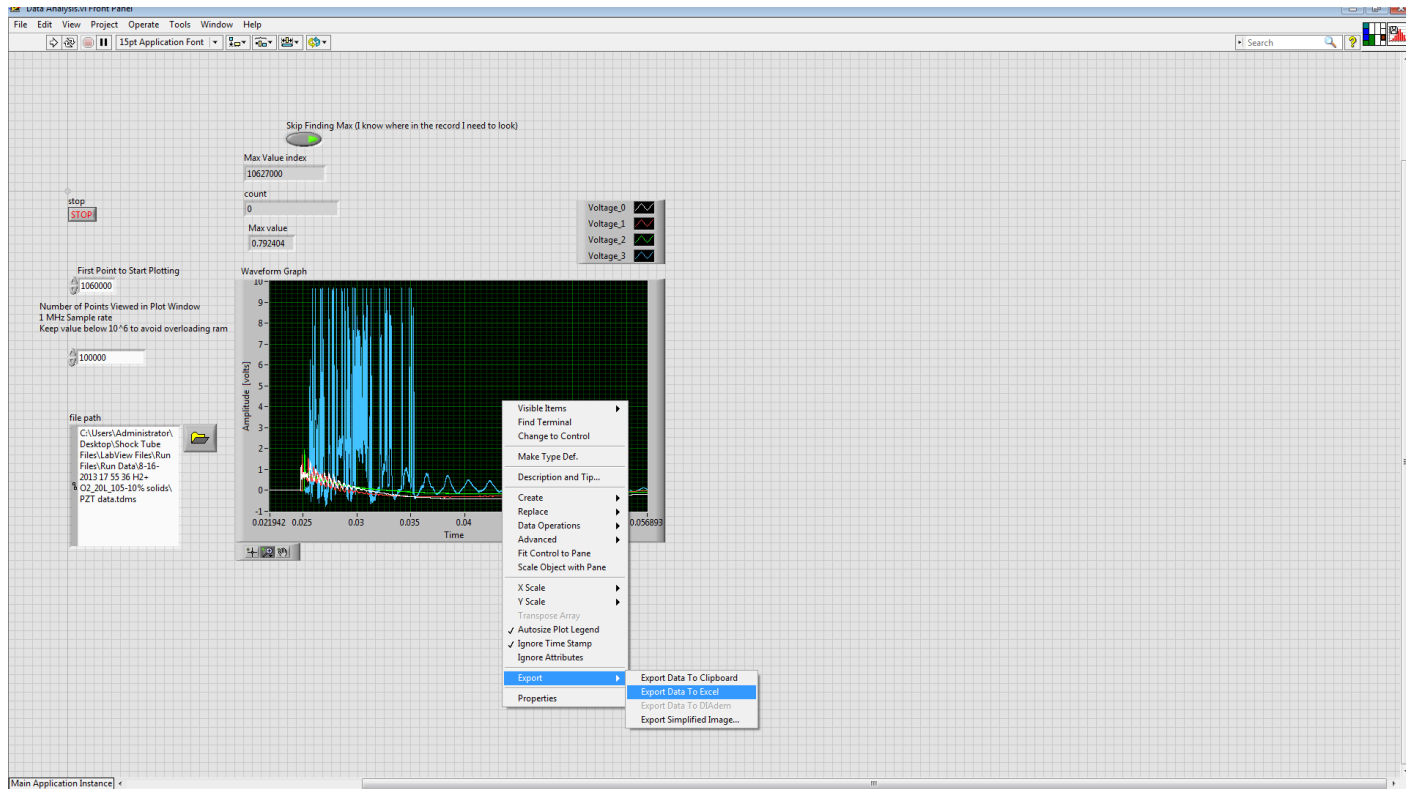 Data Analysis.vi Front Panel
File Edit View Project Operate Tools Window Help
15pt Application Font
Search
Skip Finding Max (I know where in the record I need to look)
Max Value index
10627000
count
0
stop
STOP
Max value
0.792404
Voltage_0
Voltage_1
Voltage_2
Voltage_3
First Point to Start Plotting
1060000
Number of Points Viewed in Plot Window
1 MHz Sample rate
Keep value below 10^6 to avoid overloading ram
100000
file path
C:\Users\Administrator\
Desktop\Shock Tube
Files\LabView Files\Run
Files\Run Data\8-16-
2013 17 55 36 H2+
O2_20L_105-10% solids\
PZT data.tdms
Waveform Graph
Amplitude [volts]
10
9
8
7
6
5
4
3
2
1
0
-1
0.021942 0.025 0.03 0.035 0.04 0.056893
Time
Visible Items
Find Terminal
Change to Control
Make Type Def.
Description and Tip...
Create
Replace
Data Operations
Advanced
Fit Control to Pane
Scale Object with Pane
X Scale
Y Scale
Transpose Array
Autosize Plot Legend
Ignore Time Stamp
Ignore Attributes
Export
Properties
Export Data To Clipboard
Export Data To Excel
Export Data To DIAdem
Export Simplified Image...
Main Application Instance